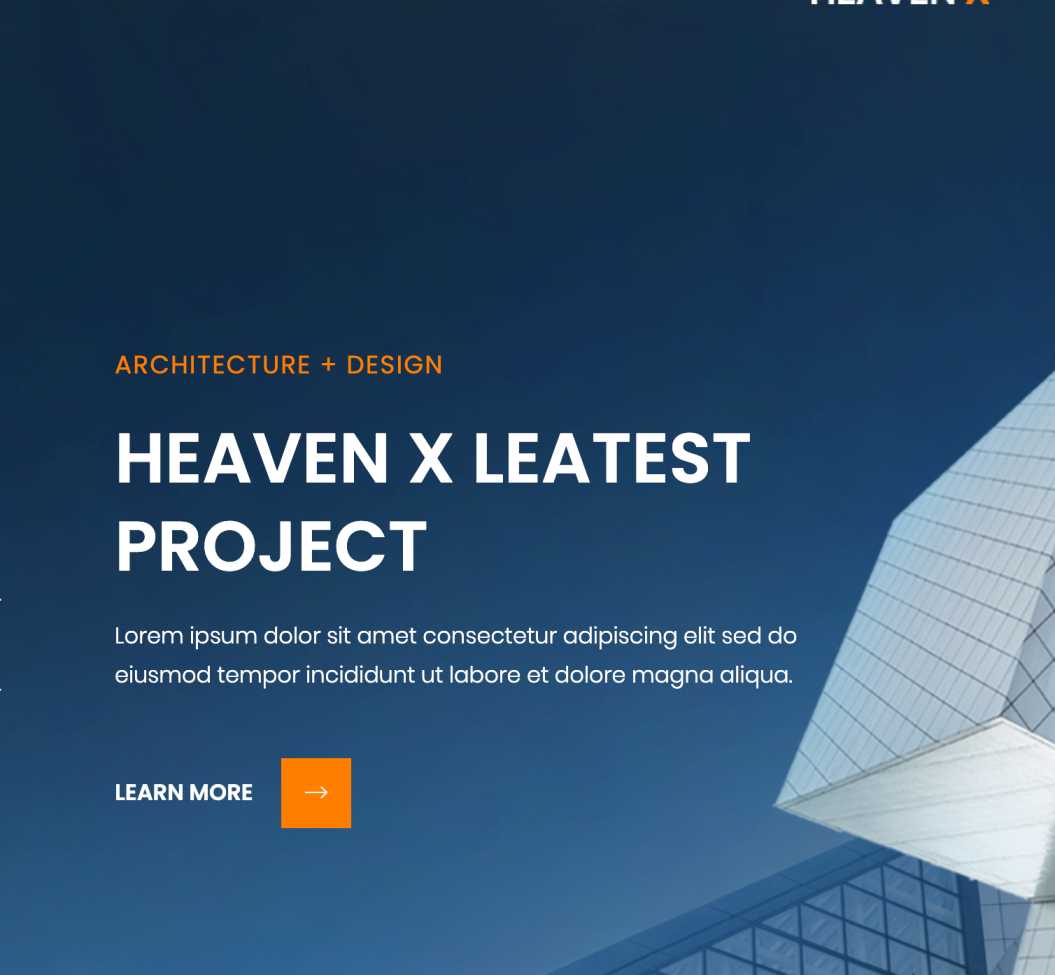 HEAVEN X
ARCHITECTURE + DESIGN
HEAVEN X LEATEST
PROJECT
Lorem ipsum dolor sit amet consectetur adipiscing elit sed do
eiusmod tempor incididunt ut labore et dolore magna aliqua.
LEARN MORE